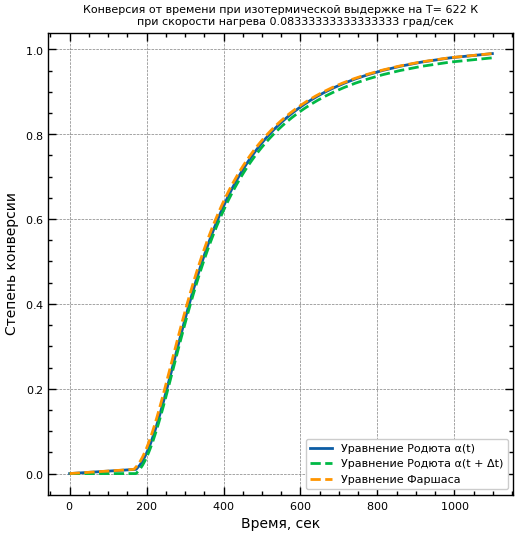 Конверсия от времени при изотермической выдержке на T= 622 К
при скорости нагрева 0.08333333333333333 град/сек
Степень конверсии
1.0
0.8
0.6
0.4
0.2
0.0
Уравнение Родюта α(t)
Уравнение Родюта α(t + Δt)
Уравнение Фаршаса
0 200 400 600 800 1000
Время, сек